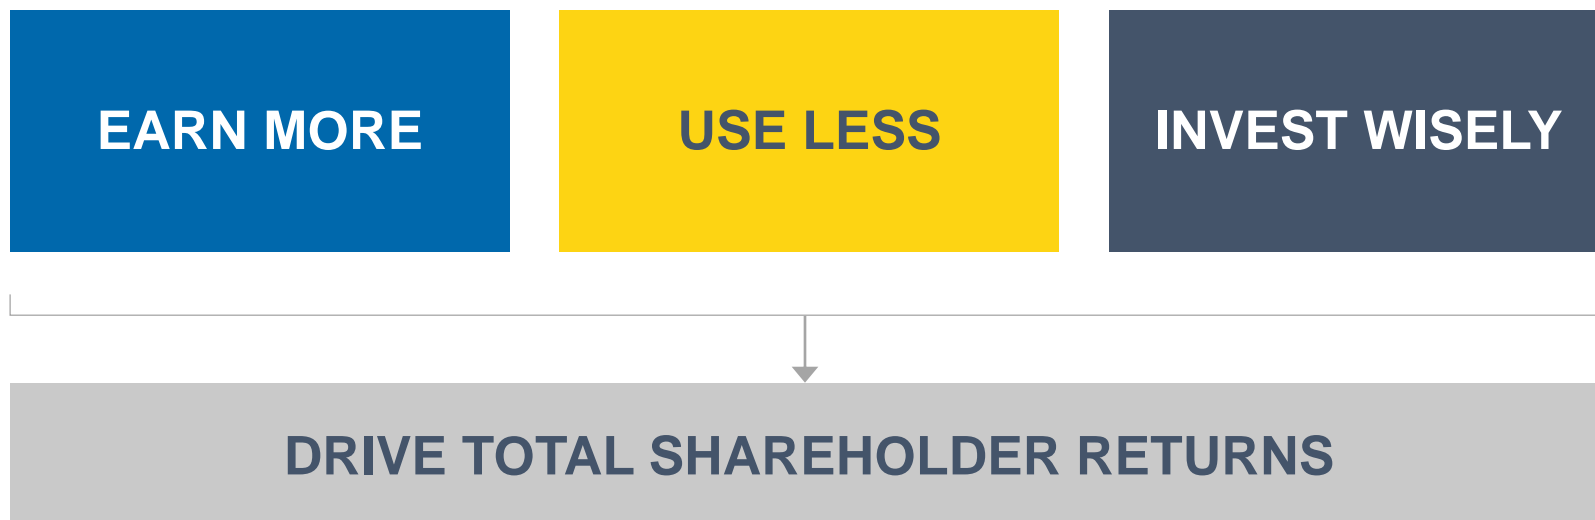 EARN MORE
USE LESS
INVEST WISELY
DRIVE TOTAL SHAREHOLDER RETURNS